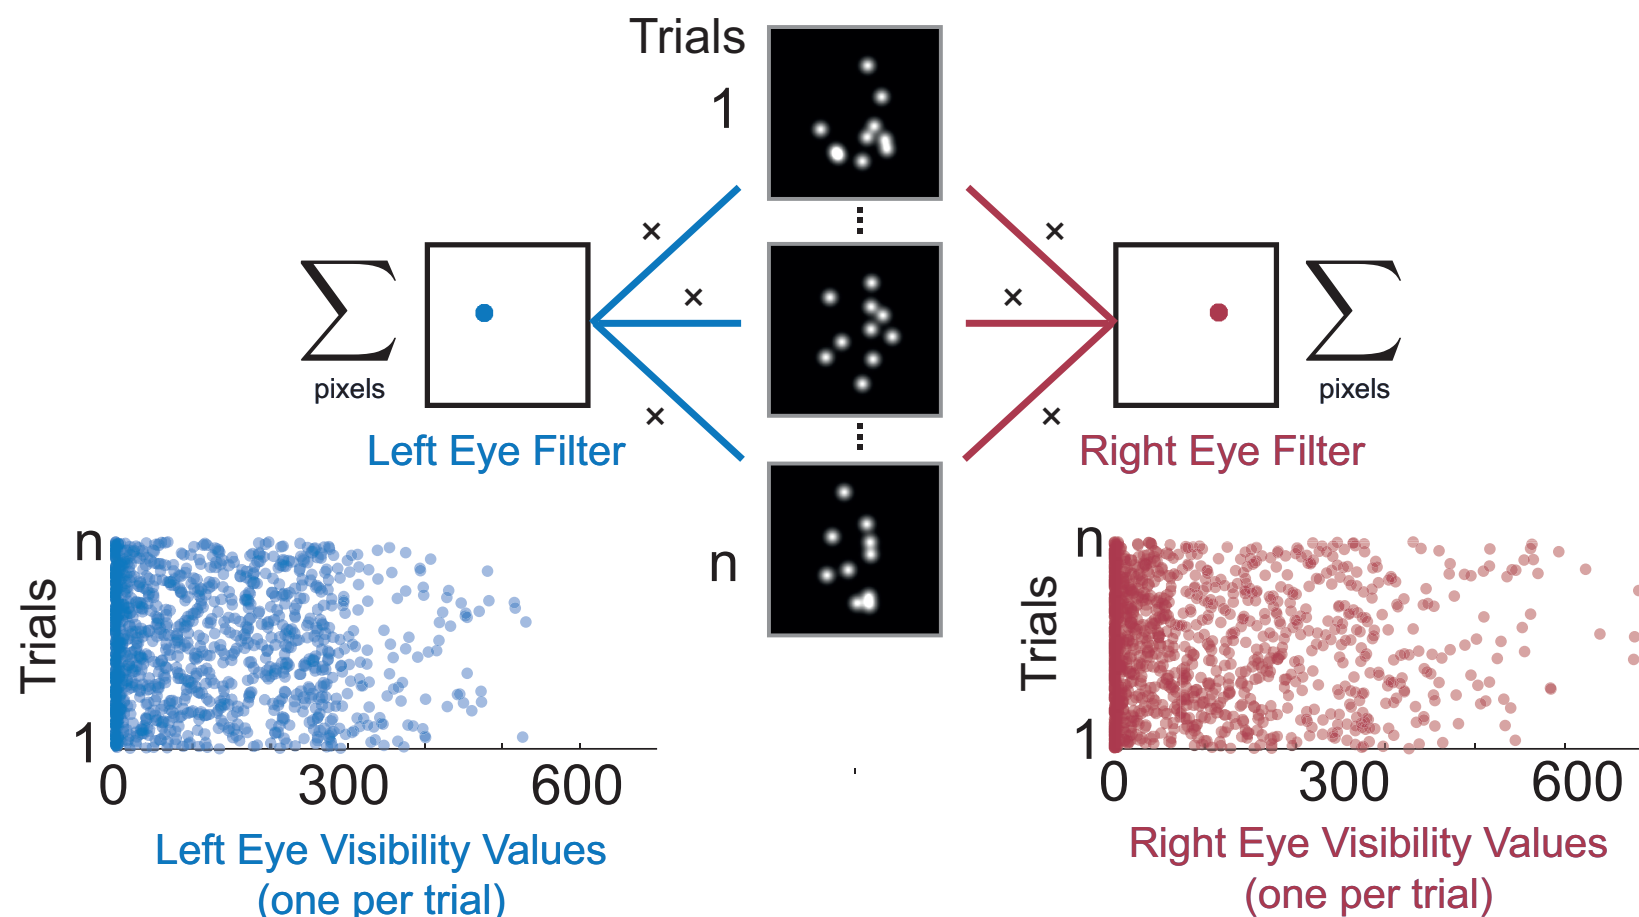 Trials
1
×
×
×
×
×
×
∑
pixels
∑
pixels
Left Eye Filter
Right Eye Filter
n
n
Trials
1
0
300
600
Left Eye Visibility Values
(one per trial)
n
Trials
1
0
300
600
Right Eye Visibility Values
(one per trial)